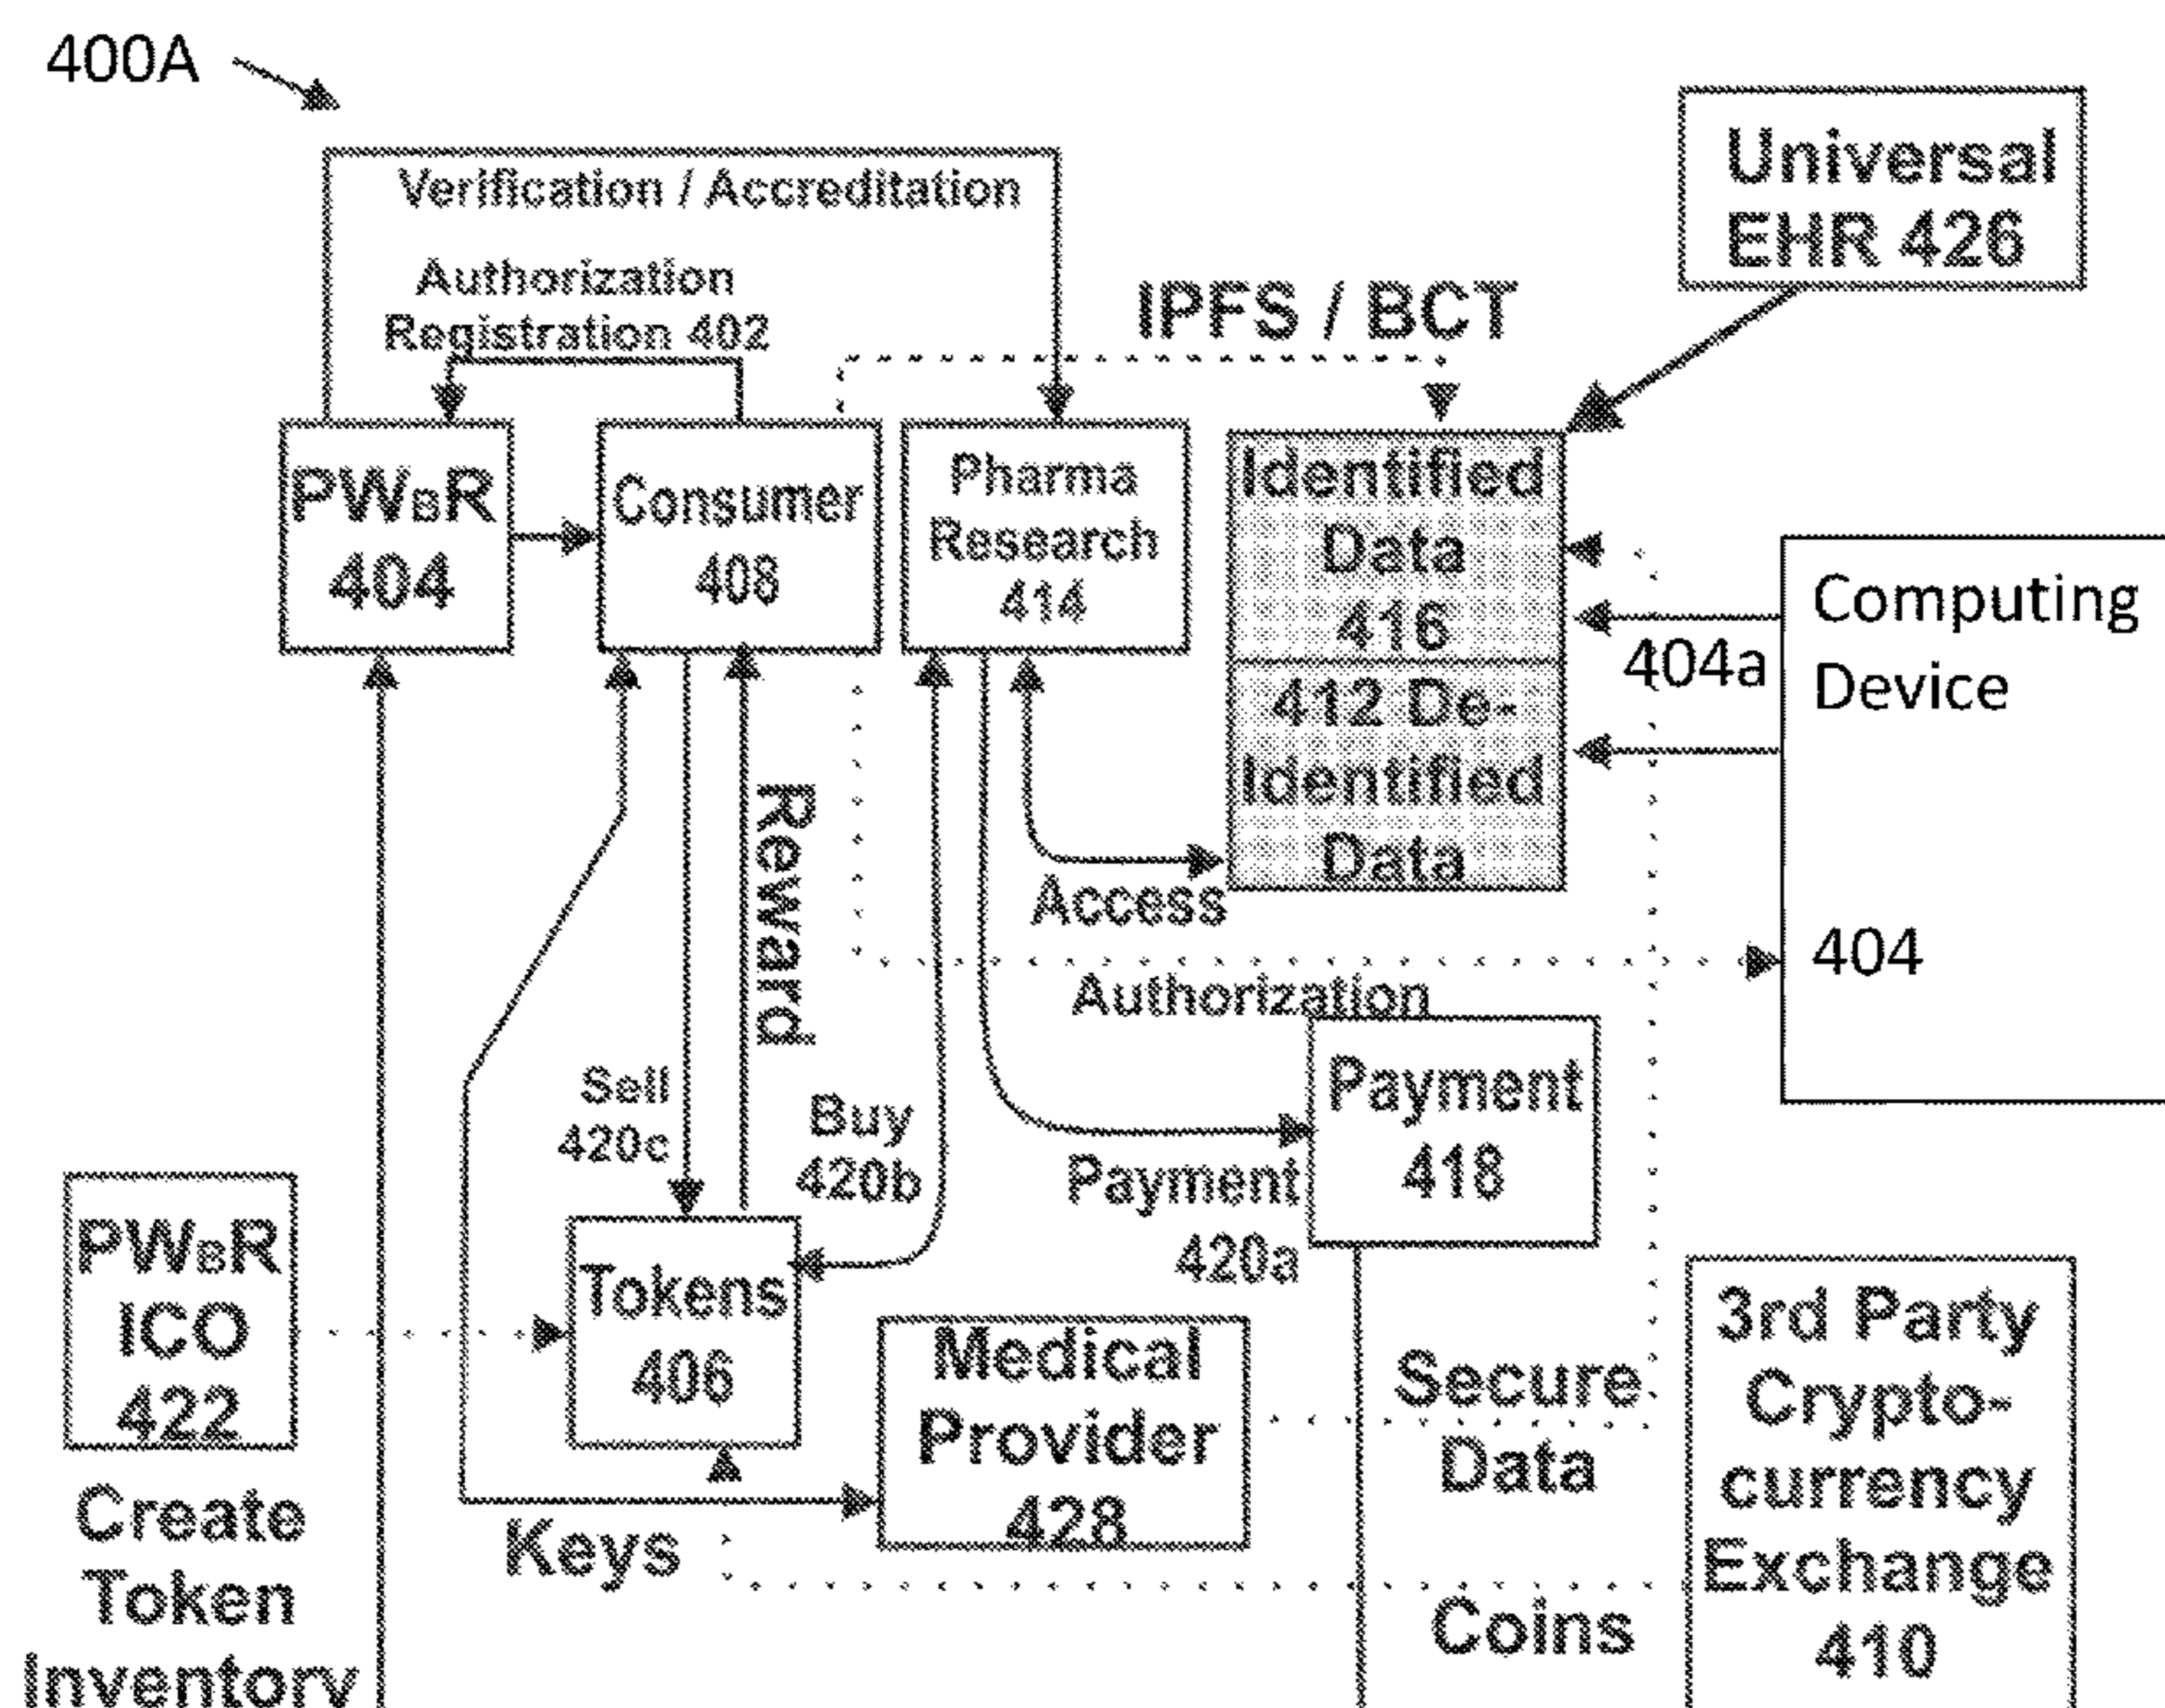 400A
Verification / Accreditation
Authorization
Registration 402
IPFS / BCT
Universal
EHR 426
PWBR
404
Consumer
408
Pharma
Research
414
Identified
Data
416
412 De-
Identified
Data
404a
Computing
Device
404
Access
Authorization
Reward
Sell
420c
Buy
420b
Payment
420a
Payment
418
PWBR
ICO
422
Create
Token
Inventory
Tokens
406
Medical
Provider
428
Keys
Secure
Data
Coins
3rd Party
Crypto-
currency
Exchange
410